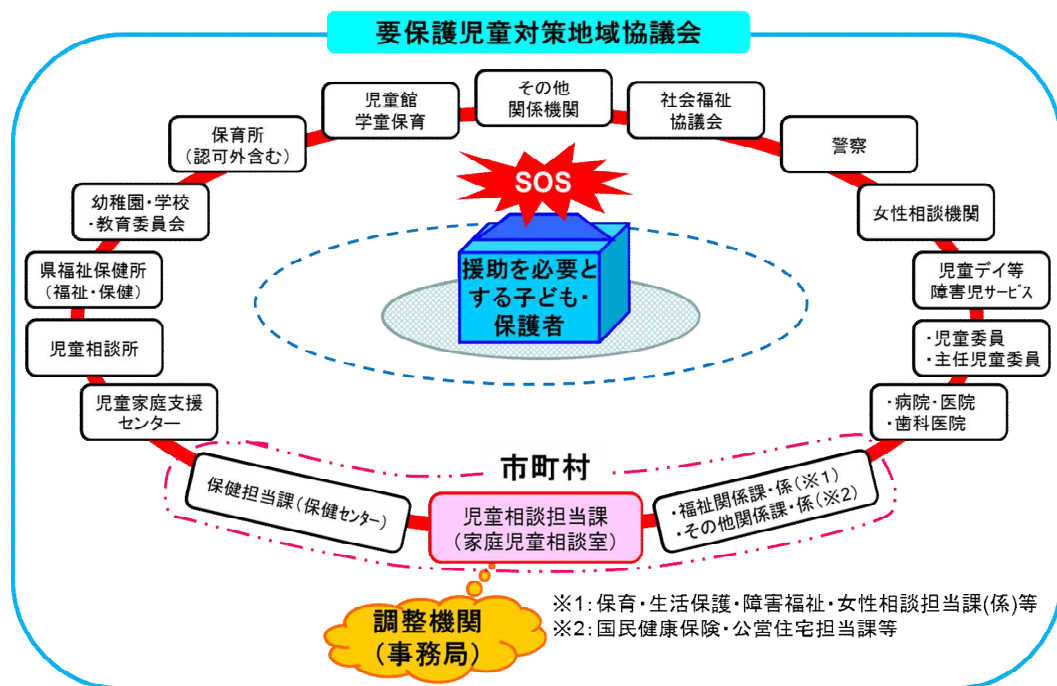 要保護児童対策地域協議会
その他
関係機関
児童館
学童保育
社会福祉
協議会
保育所
（認可外含む）
警察
幼稚園・学校
・教育委員会
女性相談機関
県福祉保健所
（福祉・保健）
児童デイ等
障害児サービス
児童相談所
・児童委員
・主任児童委員
児童家庭支援
センター
・病院・医院
・歯科医院
SOS
援助を必要と
する子ども・
保護者
市町村
保健担当課（保健センター）
児童相談担当課
（家庭児童相談室）
・福祉関係課・係（※1）
・その他関係課・係（※2）
調整機関
（事務局）
※1：保育・生活保護・障害福祉・女性相談担当課(係)等
※2：国民健康保険・公営住宅担当課等